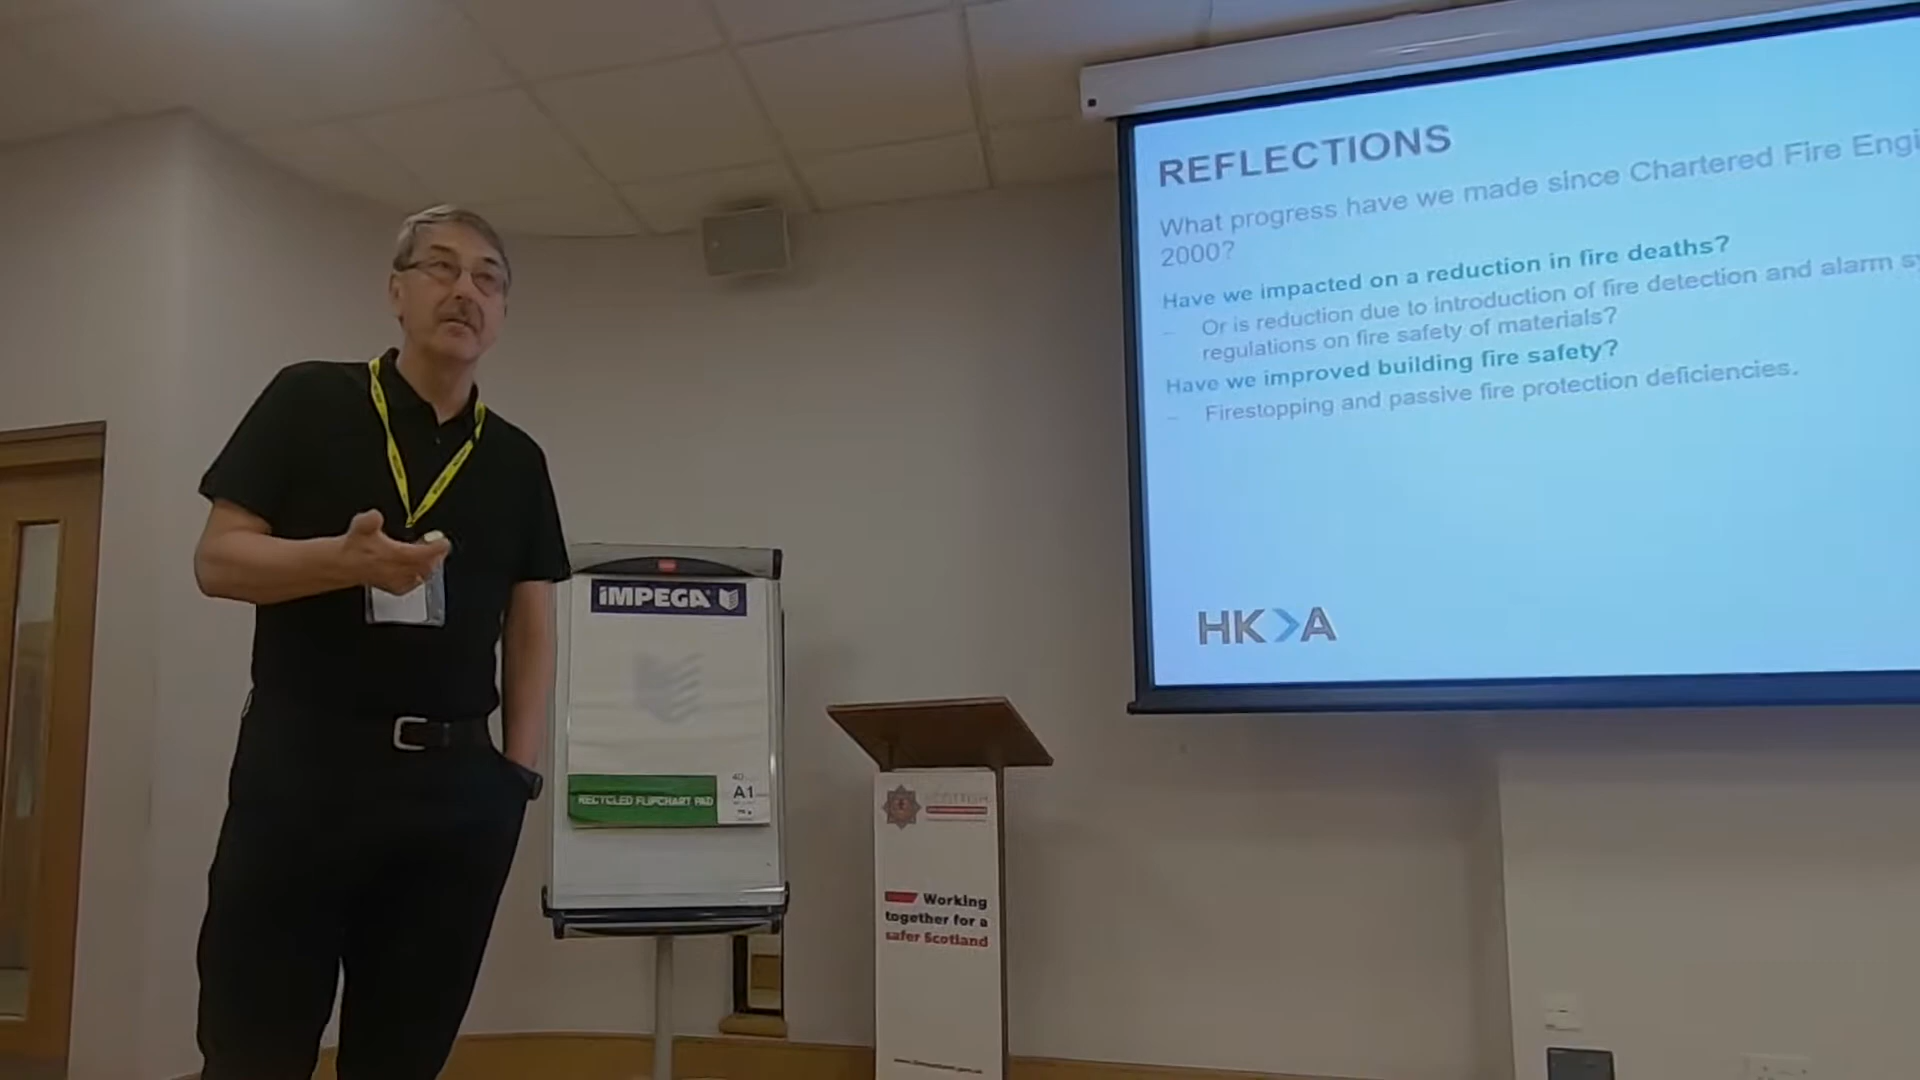 REFLECTIONS
What progress have we made since Chartered Fire Engi
2000?
Have we impacted on a reduction in fire deaths?
– Or is reduction due to introduction of fire detection and alarm sy
regulations on fire safety of materials?
Have we improved building fire safety?
– Firestopping and passive fire protection deficiencies.
HK>A
iMPEGA
RECYCLED FLIPCHART PAD
40
A1
SCOTTISH
Working
together for a
safer Scotland